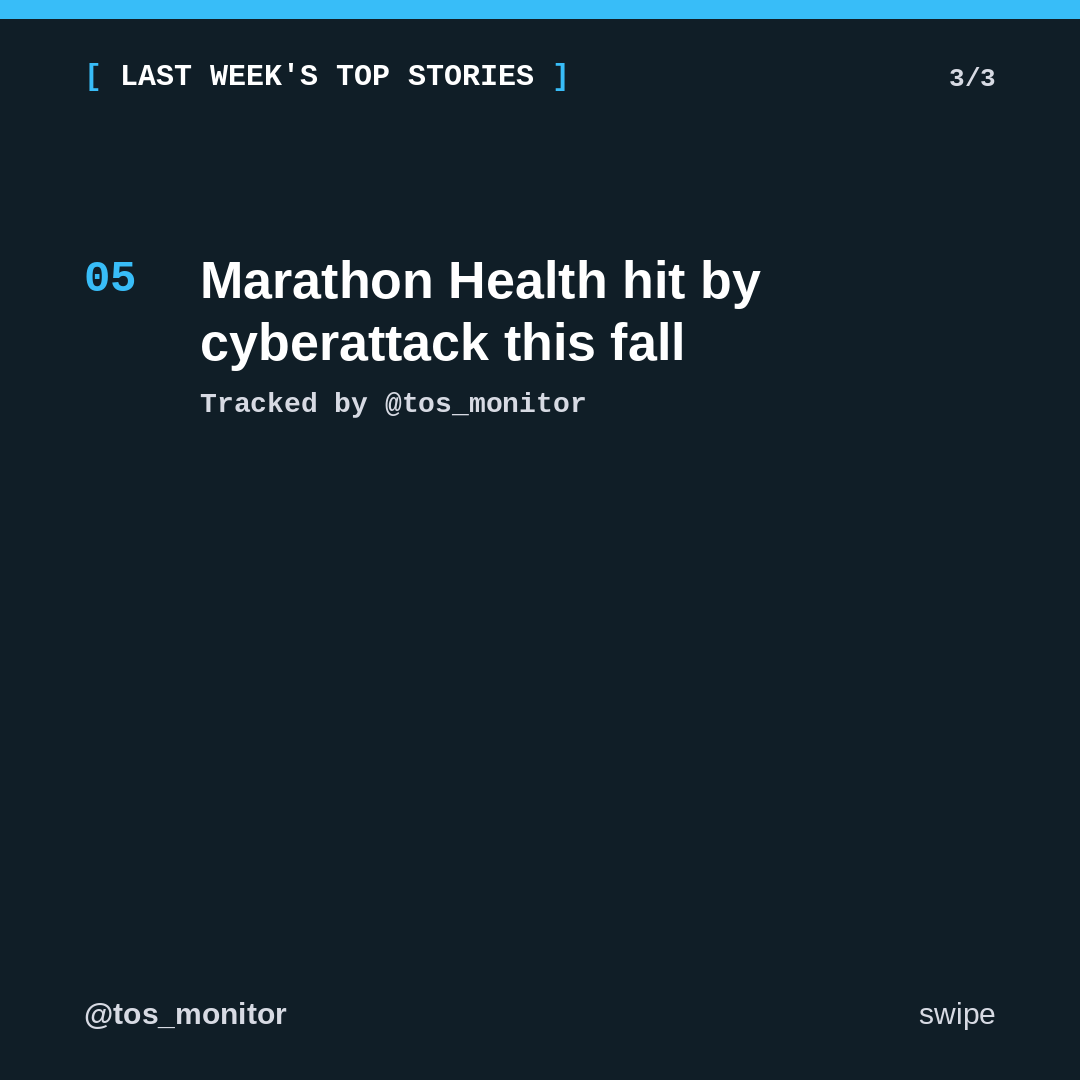 [ LAST WEEK'S TOP STORIES ]
3/3
05
Marathon Health hit by
cyberattack this fall
Tracked by @tos_monitor
@tos_monitor
swipe